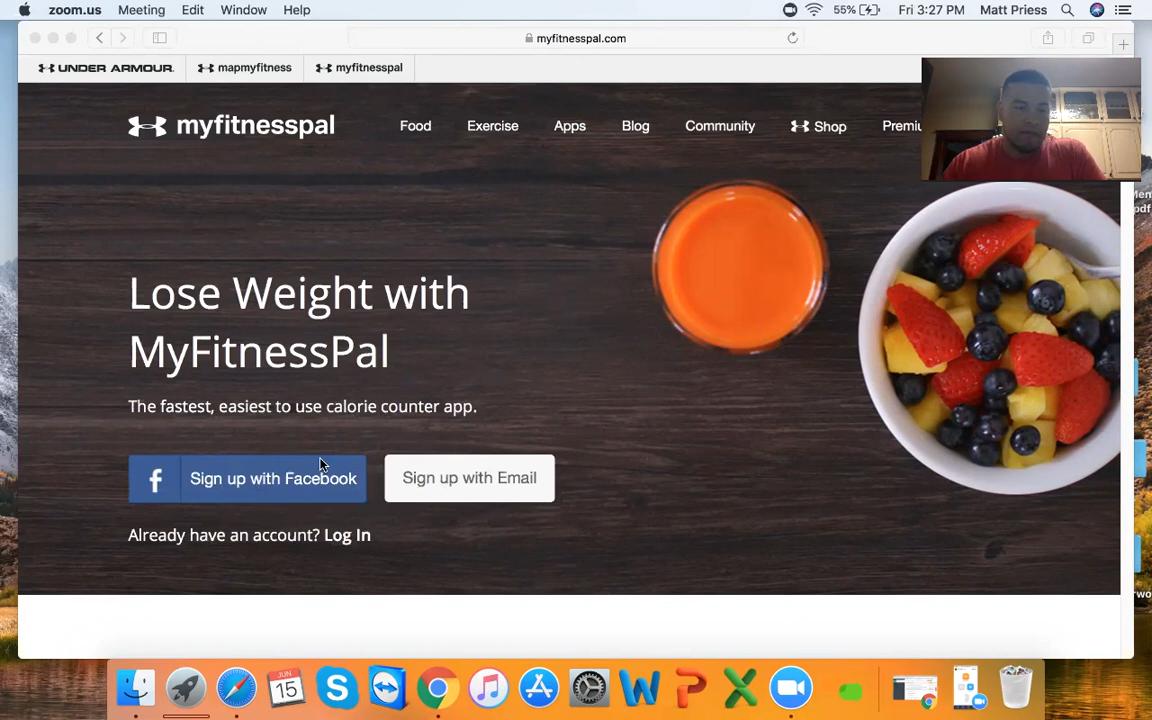 zoom.us Meeting Edit Window Help 55% Fri 3:27 PM Matt Priess
myfitnesspal.com
UNDER ARMOUR. mapmyfitness myfitnesspal
myfitnesspal Food Exercise Apps Blog Community Shop
pdf
Lose Weight with
MyFitnessPal
The fastest, easiest to use calorie counter app.
f Sign up with Facebook Sign up with Email
Already have an account? Log In
JUN
15
S W P X